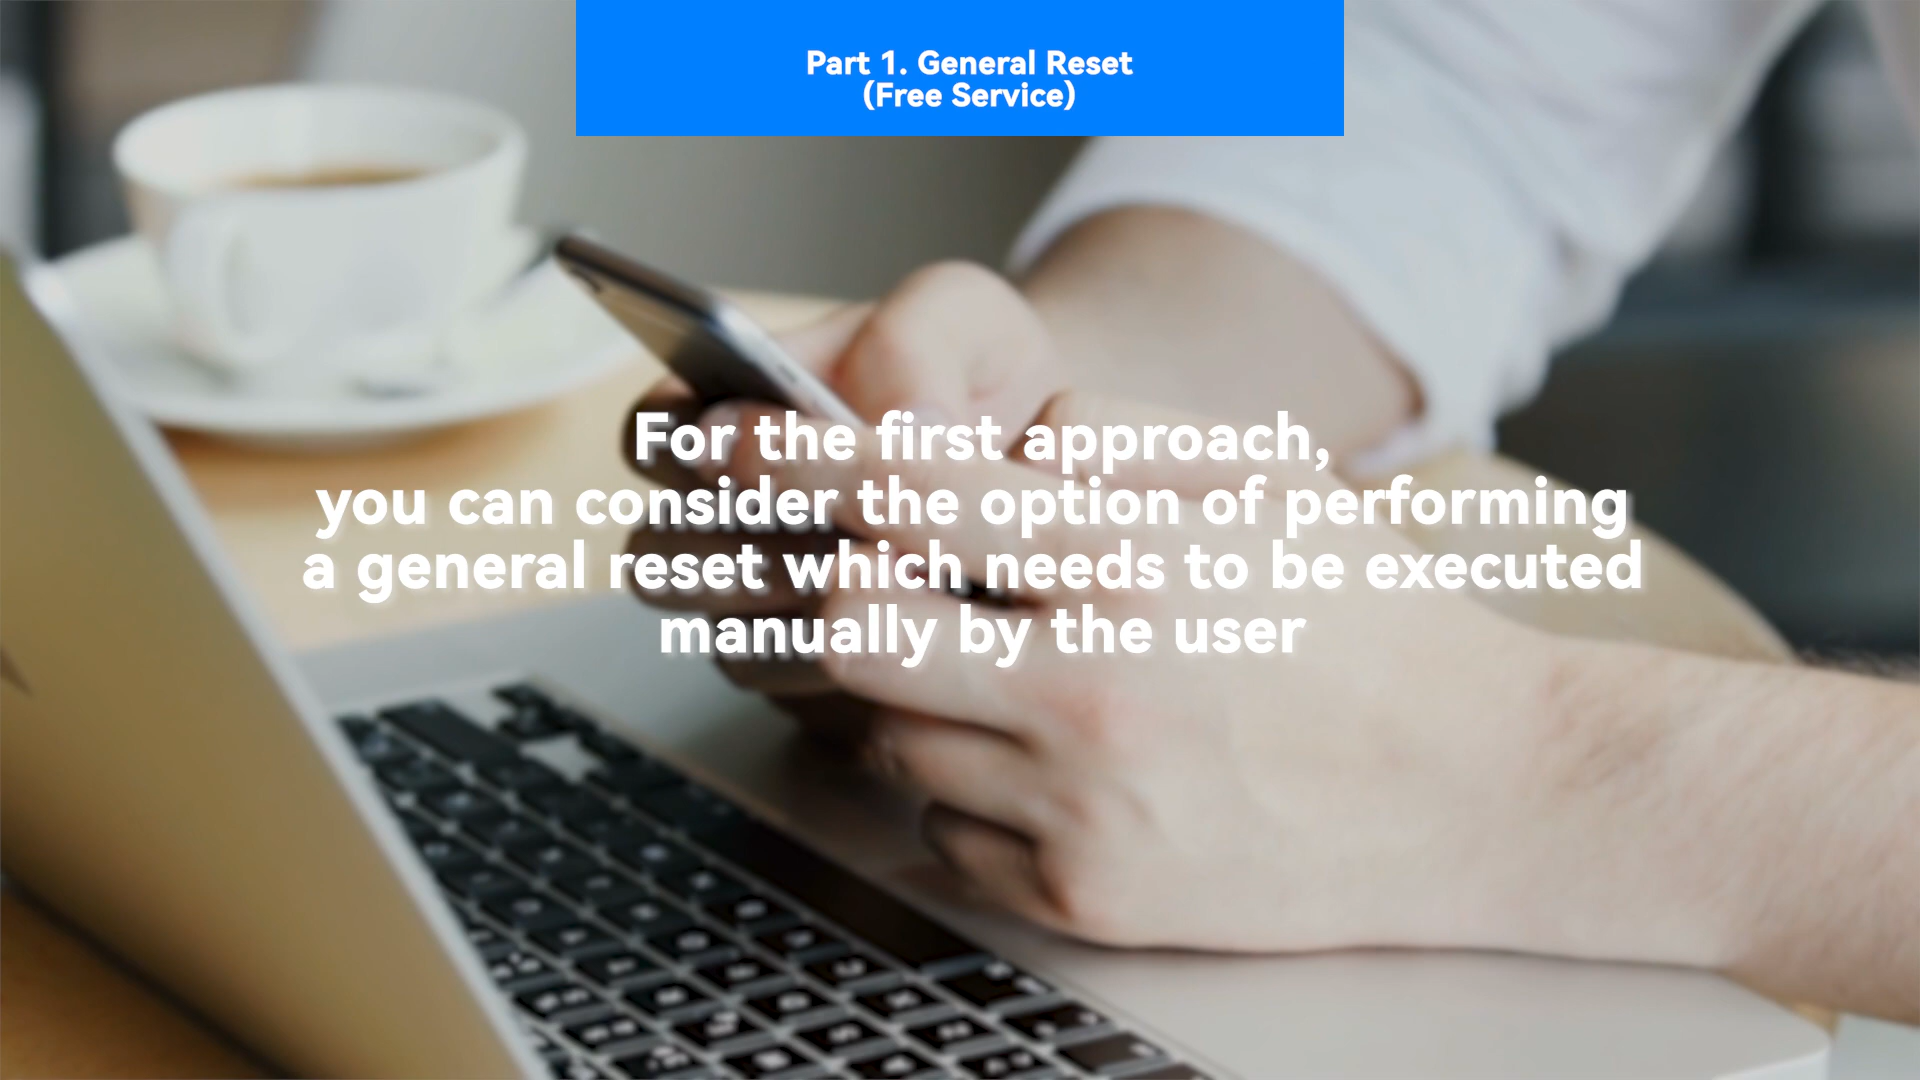 Part 1. General Reset
(Free Service)
For the first approach,
you can consider the option of performing
a general reset which needs to be executed
manually by the user